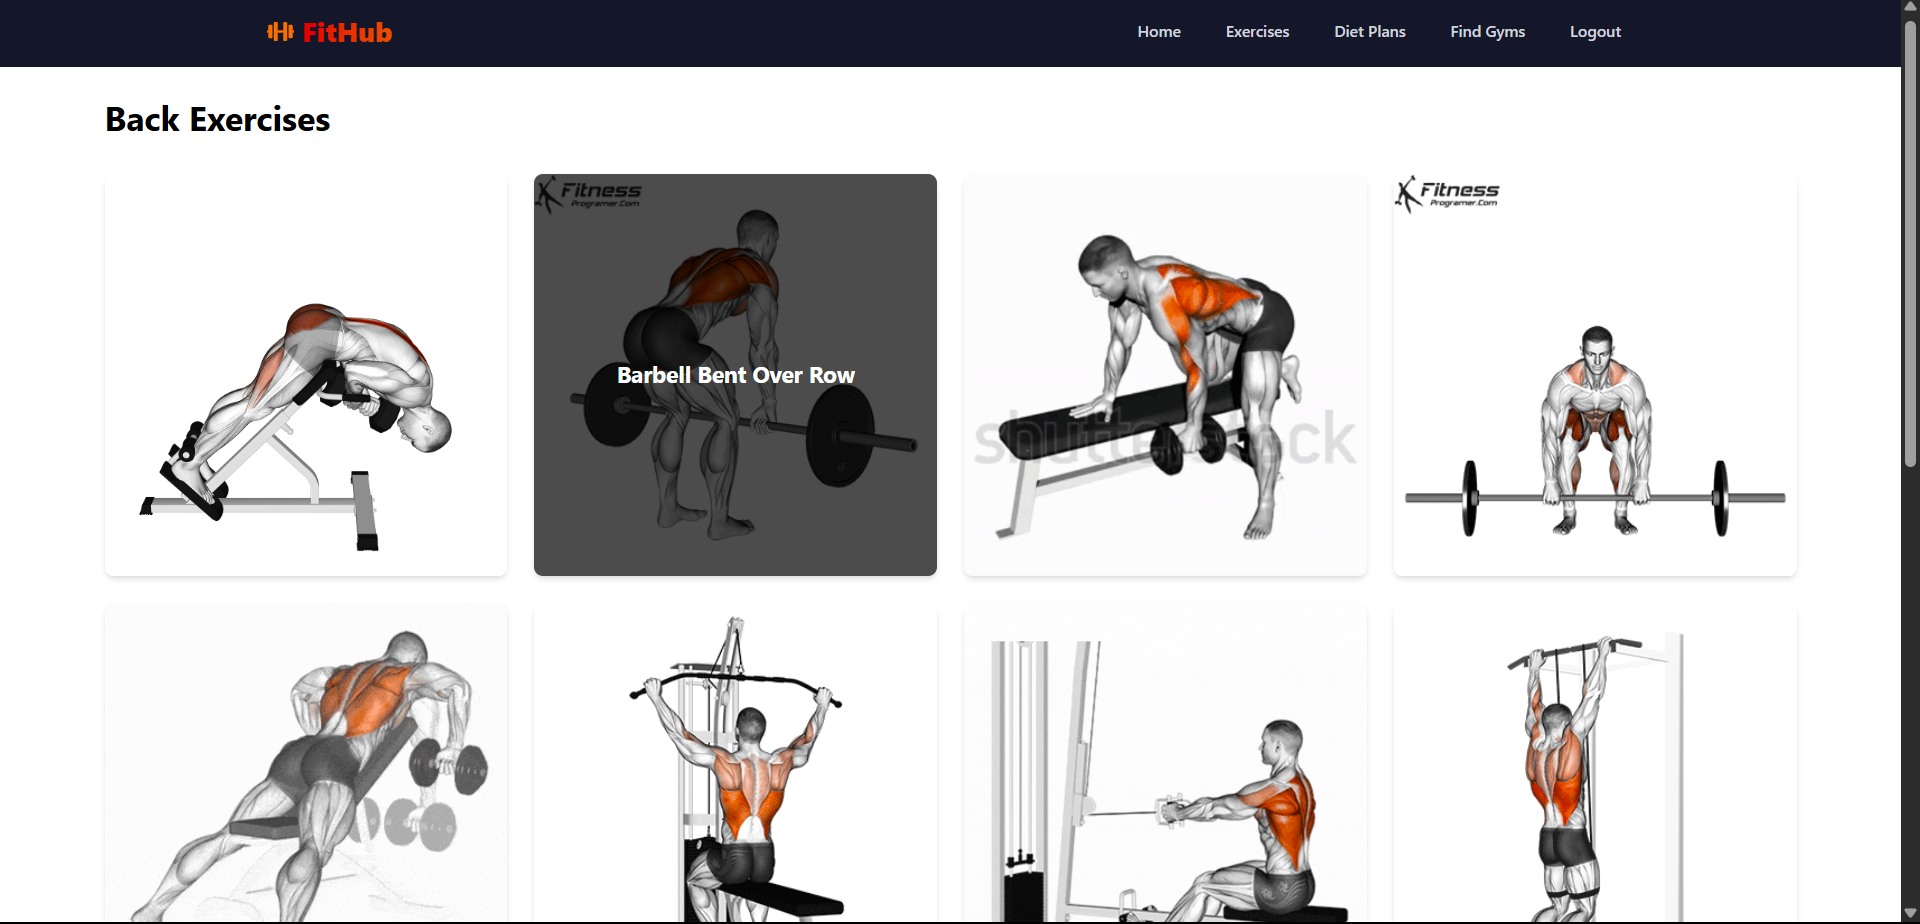 FitHub
Home
Exercises
Diet Plans
Find Gyms
Logout
Back Exercises
Fitness
Programer.Com
Barbell Bent Over Row
shutterstock
Fitness
Programer.Com